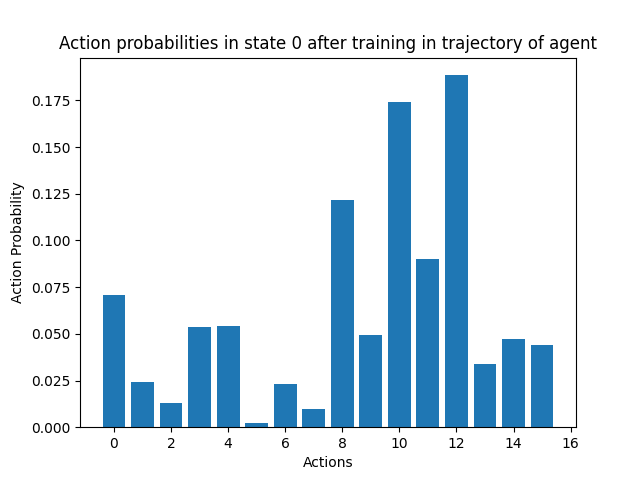 Action probabilities in state 0 after training in trajectory of agent
0.175
0.150
0.125
0.100
0.075
0.050
0.025
0.000
Action Probability
0 2 4 6 8 10 12 14 16
Actions